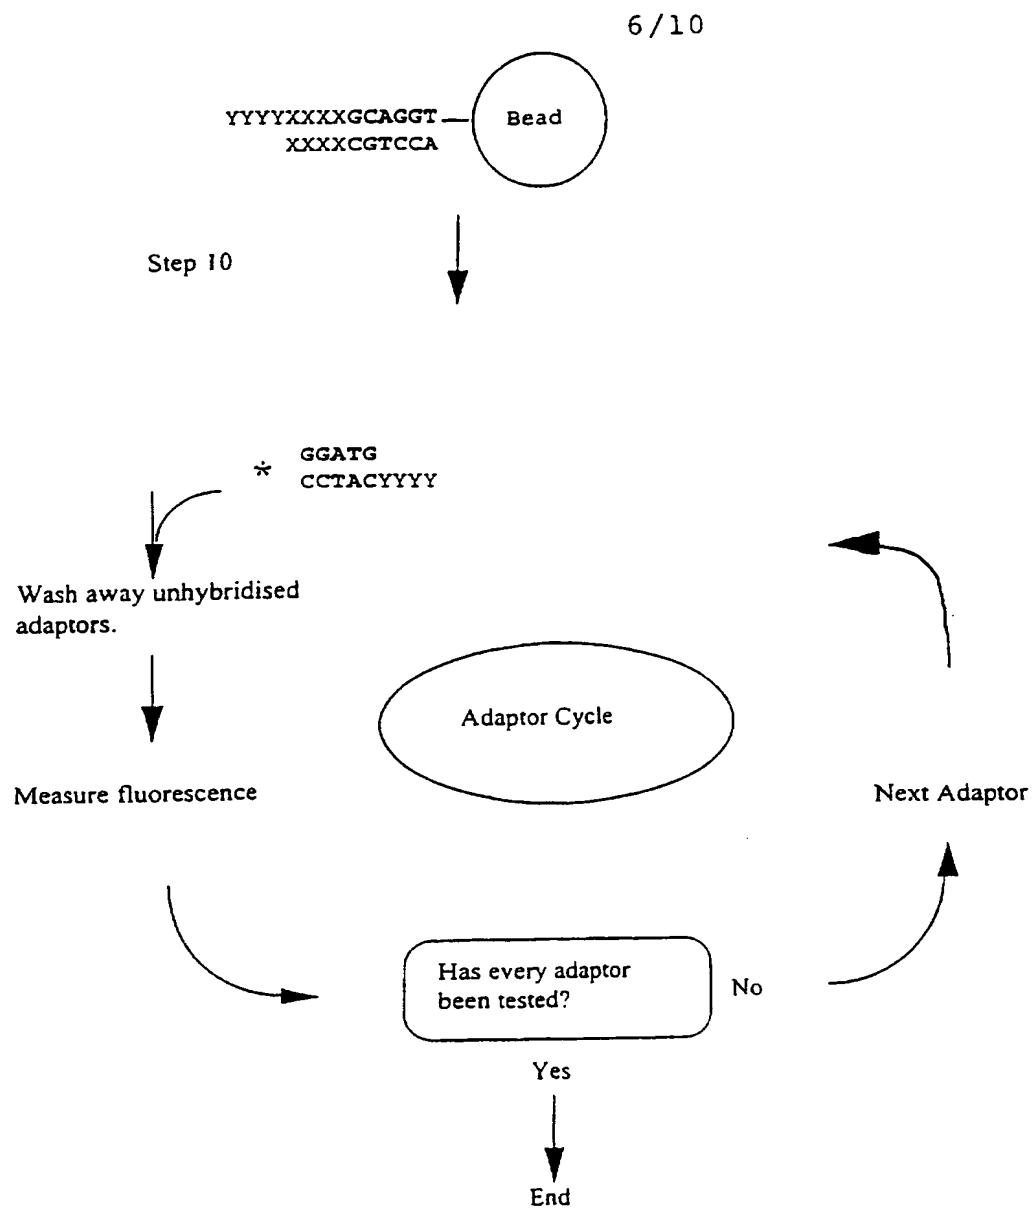 6/10
YYYYXXXXGCAGGT
XXXXCGTCCA
Bead
Step 10
* GGATG
CCTACYYYY
Wash away unhybridised
adaptors.
Adaptor Cycle
Measure fluorescence
Next Adaptor
Has every adaptor
been tested?
No
Yes
End